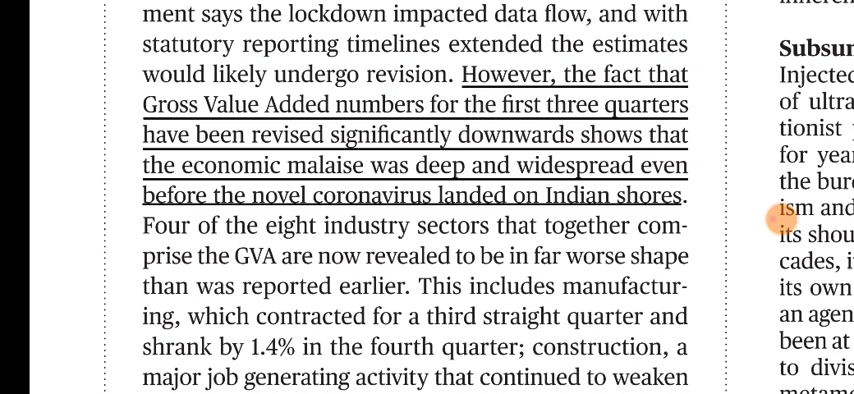 ment says the lockdown impacted data flow, and with
statutory reporting timelines extended the estimates
would likely undergo revision. However, the fact that
Gross Value Added numbers for the first three quarters
have been revised significantly downwards shows that
the economic malaise was deep and widespread even
before the novel coronavirus landed on Indian shores.
Four of the eight industry sectors that together com-
prise the GVA are now revealed to be in far worse shape
than was reported earlier. This includes manufactur-
ing, which contracted for a third straight quarter and
shrank by 1.4% in the fourth quarter; construction, a
major job generating activity that continued to weaken
Injected
of ultra
tionist
for year
the bur
ism and
its shou
cades, i
its own
an agen
been at
to divis